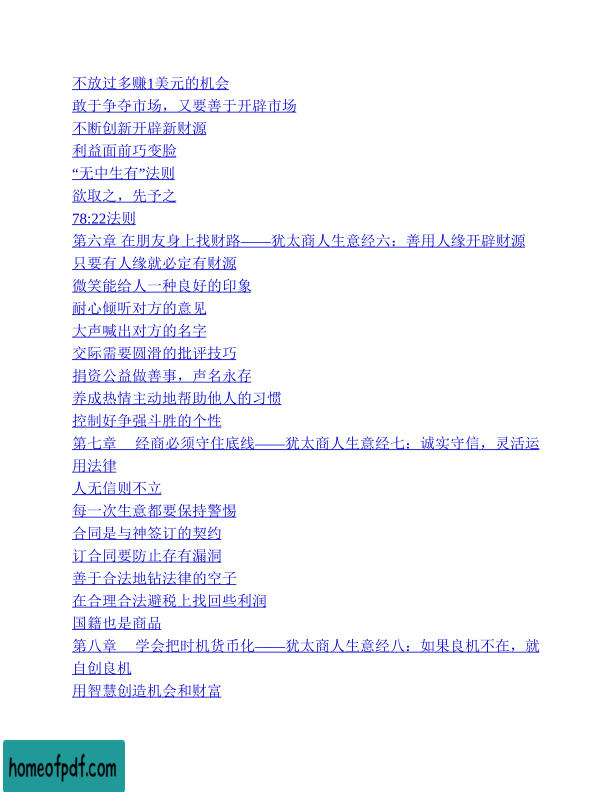 不放过多赚1美元的机会
敢于争夺市场，又要善于开辟市场
不断创新开辟新财源
利益面前巧变脸
“无中生有”法则
欲取之，先予之
78:22法则
第六章 在朋友身上找财路——犹太商人生意经六：善用人缘开辟财源
只要有人缘就必定有财源
微笑能给人一种良好的印象
耐心倾听对方的意见
大声喊出对方的名字
交际需要圆滑的批评技巧
捐资公益做善事，声名永存
养成热情主动地帮助他人的习惯
控制好争强斗胜的个性
第七章　经商必须守住底线——犹太商人生意经七：诚实守信，灵活运
用法律
人无信则不立
每一次生意都要保持警惕
合同是与神签订的契约
订合同要防止存有漏洞
善于合法地钻法律的空子
在合理合法避税上找回些利润
国籍也是商品
第八章　学会把时机货币化——犹太商人生意经八：如果良机不在，就
自创良机
用智慧创造机会和财富
homeofpdf.com